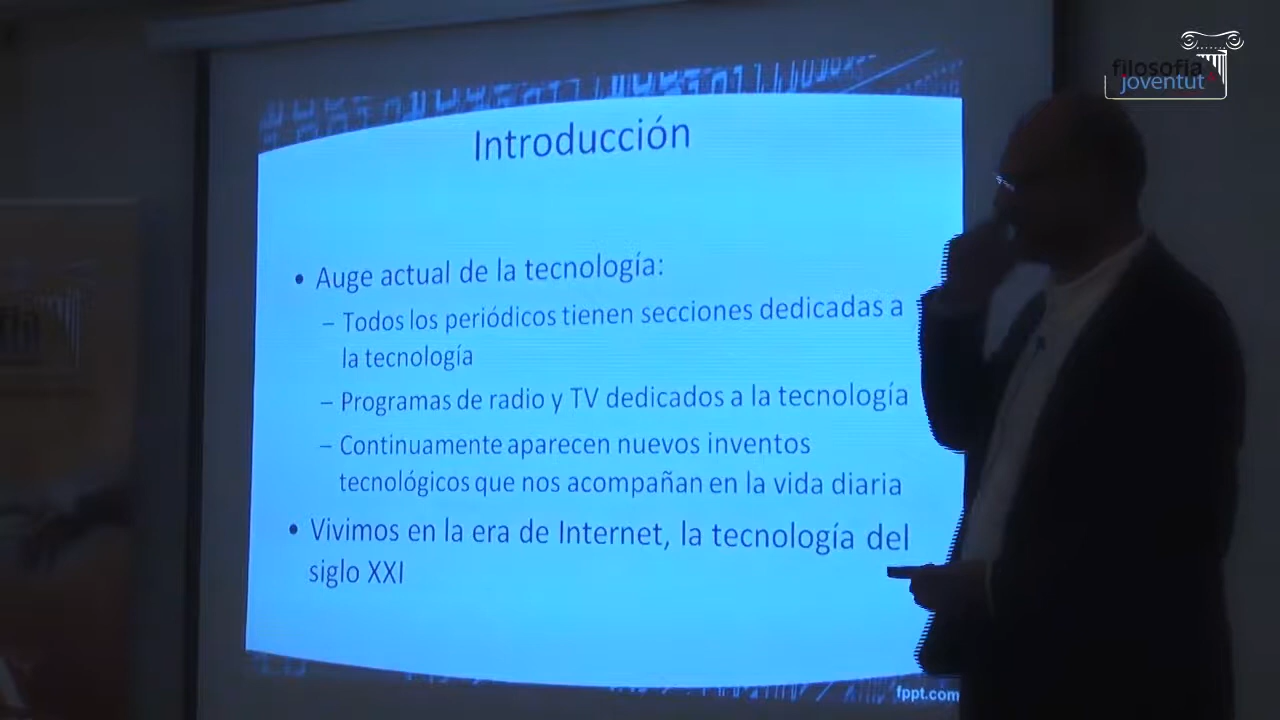 filosofia
joventut
Introducción
• Auge actual de la tecnología:
– Todos los periódicos tienen secciones dedicadas a
la tecnología
– Programas de radio y TV dedicados a la tecnología
– Continuamente aparecen nuevos inventos
tecnológicos que nos acompañan en la vida diaria
• Vivimos en la era de Internet, la tecnología del
siglo XXI
fppt.com